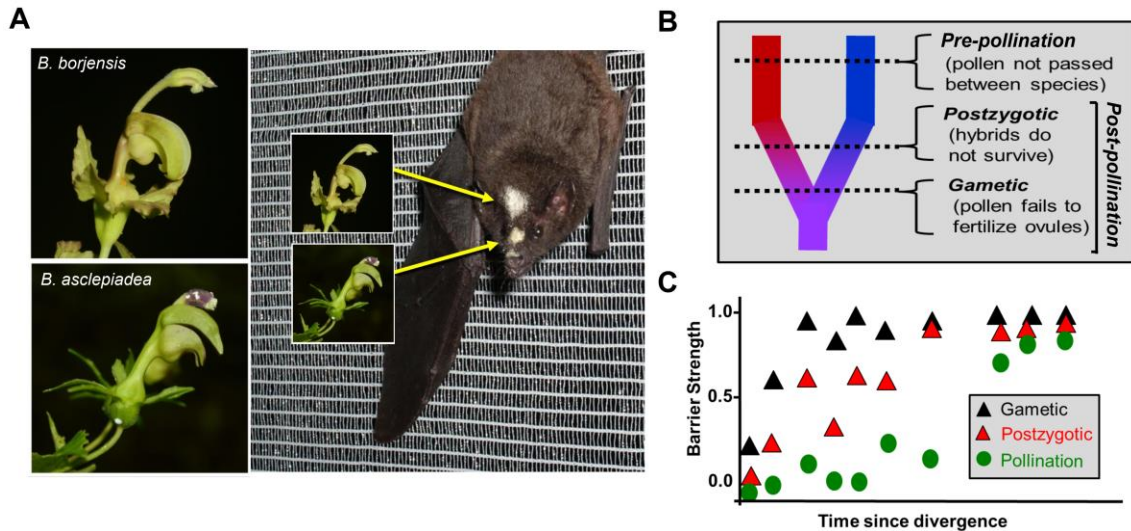 A
B. borjensis
B. asclepiadea
B
Pre-pollination
(pollen not passed
between species)
Postzygotic
(hybrids do
not survive)
Gametic
(pollen fails to
fertilize ovules)
Post-pollination
C
Barrier Strength
1.0
0.5
0.0
Gametic
Postzygotic
Pollination
Time since divergence